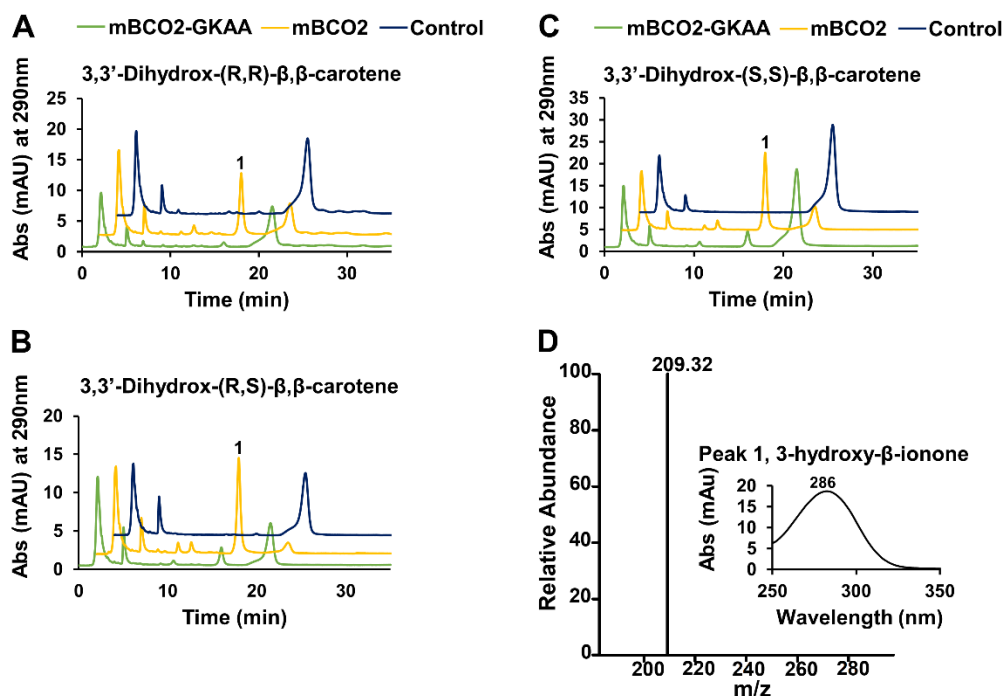 A
mBCO2-GKAA mBCO2 Control
3,3'-Dihydrox-(R,R)-β,β-carotene
Abs (mAU) at 290nm
25
20
15
10
5
0
1
0 10 20 30
Time (min)
B
3,3'-Dihydrox-(R,S)-β,β-carotene
Abs (mAU) at 290nm
20
15
10
5
0
1
0 10 20 30
Time (min)
C
mBCO2-GKAA mBCO2 Control
3,3'-Dihydrox-(S,S)-β,β-carotene
Abs (mAU) at 290nm
35
30
25
20
15
10
5
0
1
0 10 20 30
Time (min)
D
209.32
Relative Abundance
100
80
60
40
20
0
200 220 240 260 280
m/z
Peak 1, 3-hydroxy-β-ionone
286
Abs (mAu)
20
15
10
5
0
250 300 350
Wavelength (nm)